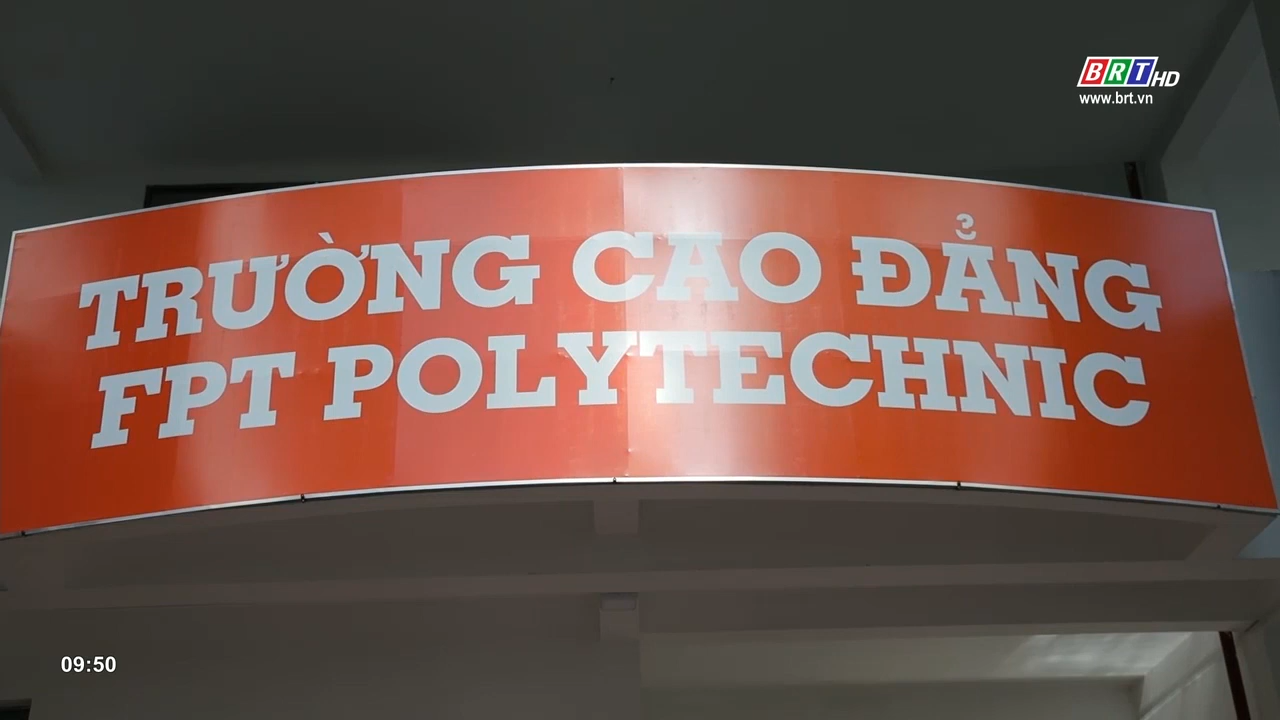 BRT HD
www.brt.vn
TRƯỜNG CAO ĐẲNG
FPT POLYTECHNIC
09:50